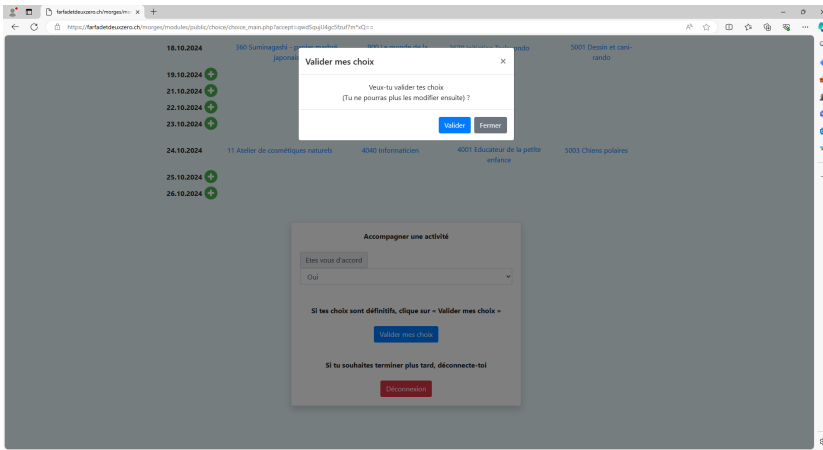 farfadetdeuxzero.ch/morges/mo
https://farfadetdeuxzero.ch/morges/modules/public/choice/choice_main.php?accept=
18.10.2024
360 Suminagashi - papier marbré
japonais
5001 Dessin et cani-
rando
Valider mes choix
×
Veux-tu valider tes choix
(Tu ne pourras plus les modifier ensuite) ?
Valider Fermer
19.10.2024
21.10.2024
22.10.2024
23.10.2024
24.10.2024
11 Atelier de cosmétiques naturels
4040 Informaticien
4001 Educateur de la petite
enfance
5003 Chiens polaires
25.10.2024
26.10.2024
Accompagner une activité
Etes vous d'accord
Oui
Si tes choix sont définitifs, clique sur « Valider mes choix »
Valider mes choix
Si tu souhaites terminer plus tard, déconnecte-toi
Déconnexion